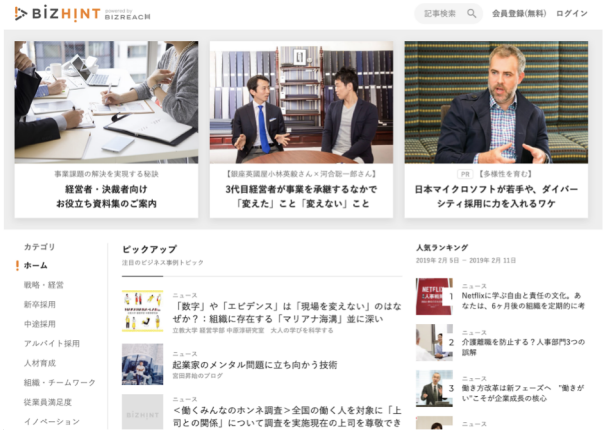 BIZHINT powered by BIZREACH
記事検索
会員登録(無料)
ログイン
事業課題の解決を実現する秘訣
経営者・決裁者向け
お役立ち資料集のご案内
【銀座英國屋小林英毅さん×河合聡一郎さん】
3代目経営者が事業を承継するなかで
「変えた」こと「変えない」こと
PR 【多様性を育む】
日本マイクロソフトが若手や、ダイバー
シティ採用に力を入れるワケ
カテゴリ
ホーム
戦略・経営
新卒採用
中途採用
アルバイト採用
人材育成
組織・チームワーク
従業員満足度
イノベーション
ピックアップ
注目のビジネス事例トピック
ニュース
「数字」や「エビデンス」は「現場を変えない」のはな
ぜか？：組織に存在する「マリアナ海溝」並に深い
立教大学 経営学部 中原淳研究室 大人の学びを科学する
ニュース
起業家のメンタル問題に立ち向かう技術
宮田昇始のブログ
BIZHINT
ニュース
＜働くみんなのホンネ調査＞全国の働く人を対象に「上
司との関係」について調査を実施現在の上司を尊敬でき
人気ランキング
2019年 2月 5日 － 2019年 2月 11日
NETFLIX
1
ニュース
Netflixに学ぶ自由と責任の文化。あ
なたは、6ヶ月後の組織を定期的に考
2
ニュース
介護離職を防止する？人事部門3つの
誤解
3
ニュース
働き方改革は新フェーズへ “働きが
い”こそが企業成長の核心
ニュース